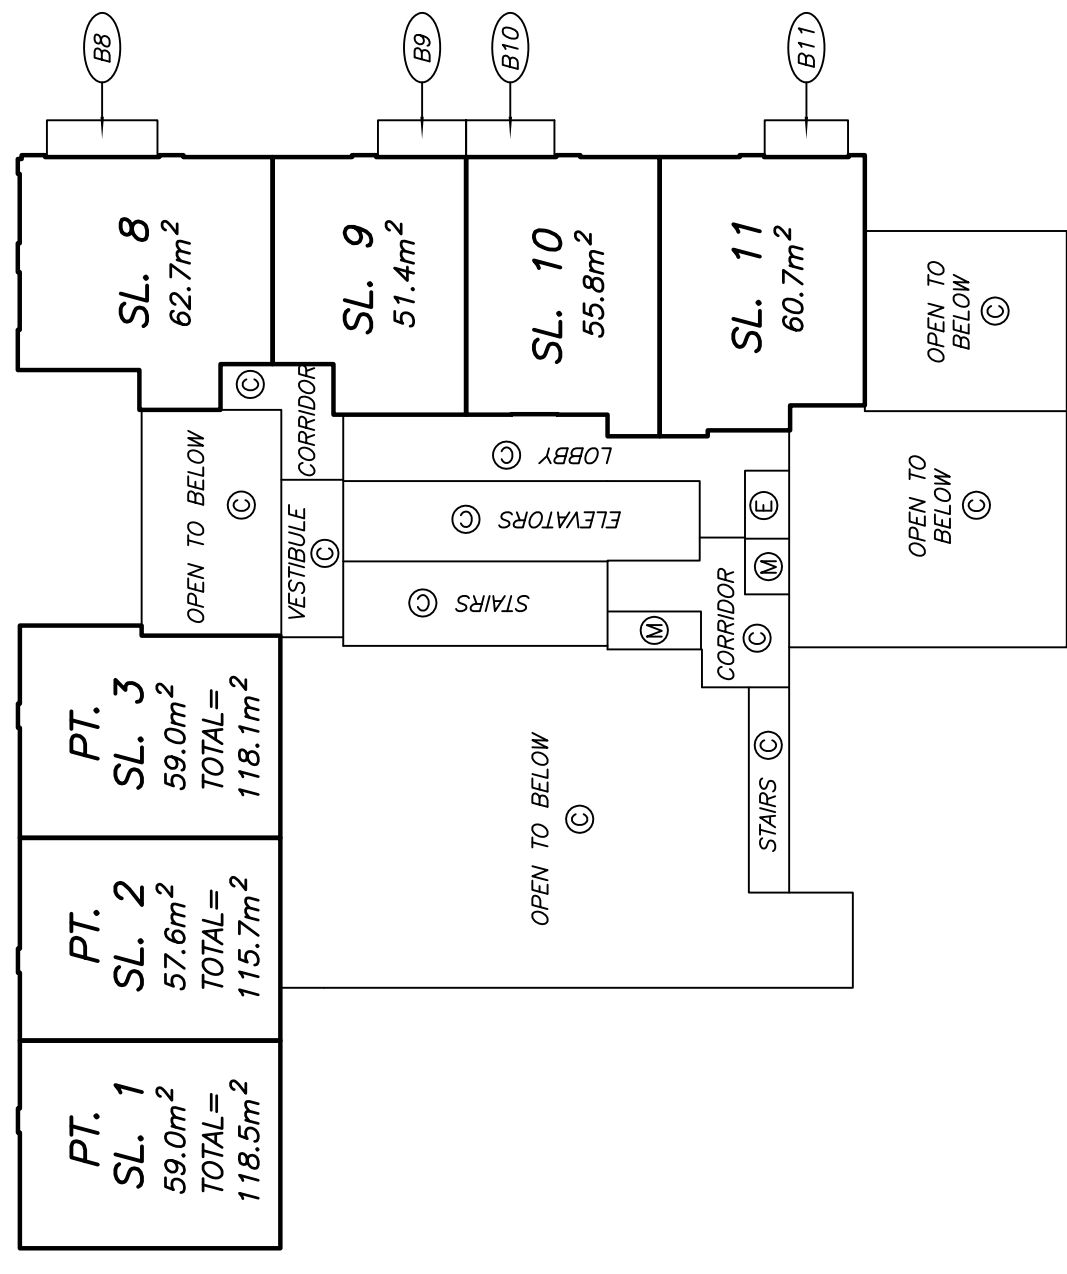 B8
B9
B10
B11
SL. 8
62.7m²
SL. 9
51.4m²
SL. 10
55.8m²
SL. 11
60.7m²
OPEN TO
BELOW
C
OPEN TO
BELOW
C
C
CORRIDOR
LOBBY
C
OPEN TO BELOW
C
VESTIBULE
C
ELEVATORS
C
STAIRS
C
E
M
M
CORRIDOR
C
STAIRS
C
OPEN TO BELOW
C
PT.
SL. 3
59.0m²
TOTAL=
118.1m²
PT.
SL. 2
57.6m²
TOTAL=
115.7m²
PT.
SL. 1
59.0m²
TOTAL=
118.5m²